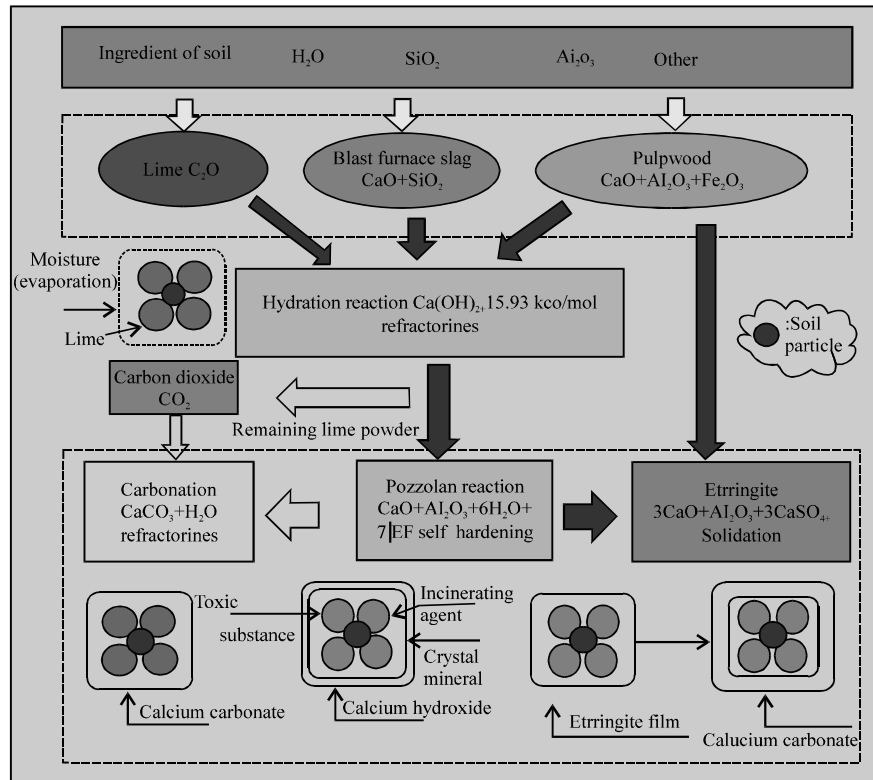 Ingredient of soil H₂O SiO₂ Ai₂o₃ Other
Lime C₂O
Blast furnace slag
CaO+SiO₂
Pulpwood
CaO+AI₂O₃+Fe₂O₃
Moisture
(evaporation)
Lime
Hydration reaction Ca(OH)₂₊15.93 kco/mol
refractorines
:Soil
particle
Carbon dioxide
CO₂
Remaining lime powder
Carbonation
CaCO₃+H₂O
refractorines
Pozzolan reaction
CaO+AI₂O₃+6H₂O+
7|EF self hardening
Etrringite
3CaO+AI₂O₃+3CaSO₄₊
Solidation
Toxic
substance
Incinerating
agent
Crystal
mineral
Calcium carbonate
Calcium hydroxide
Etrringite film
Calucium carbonate